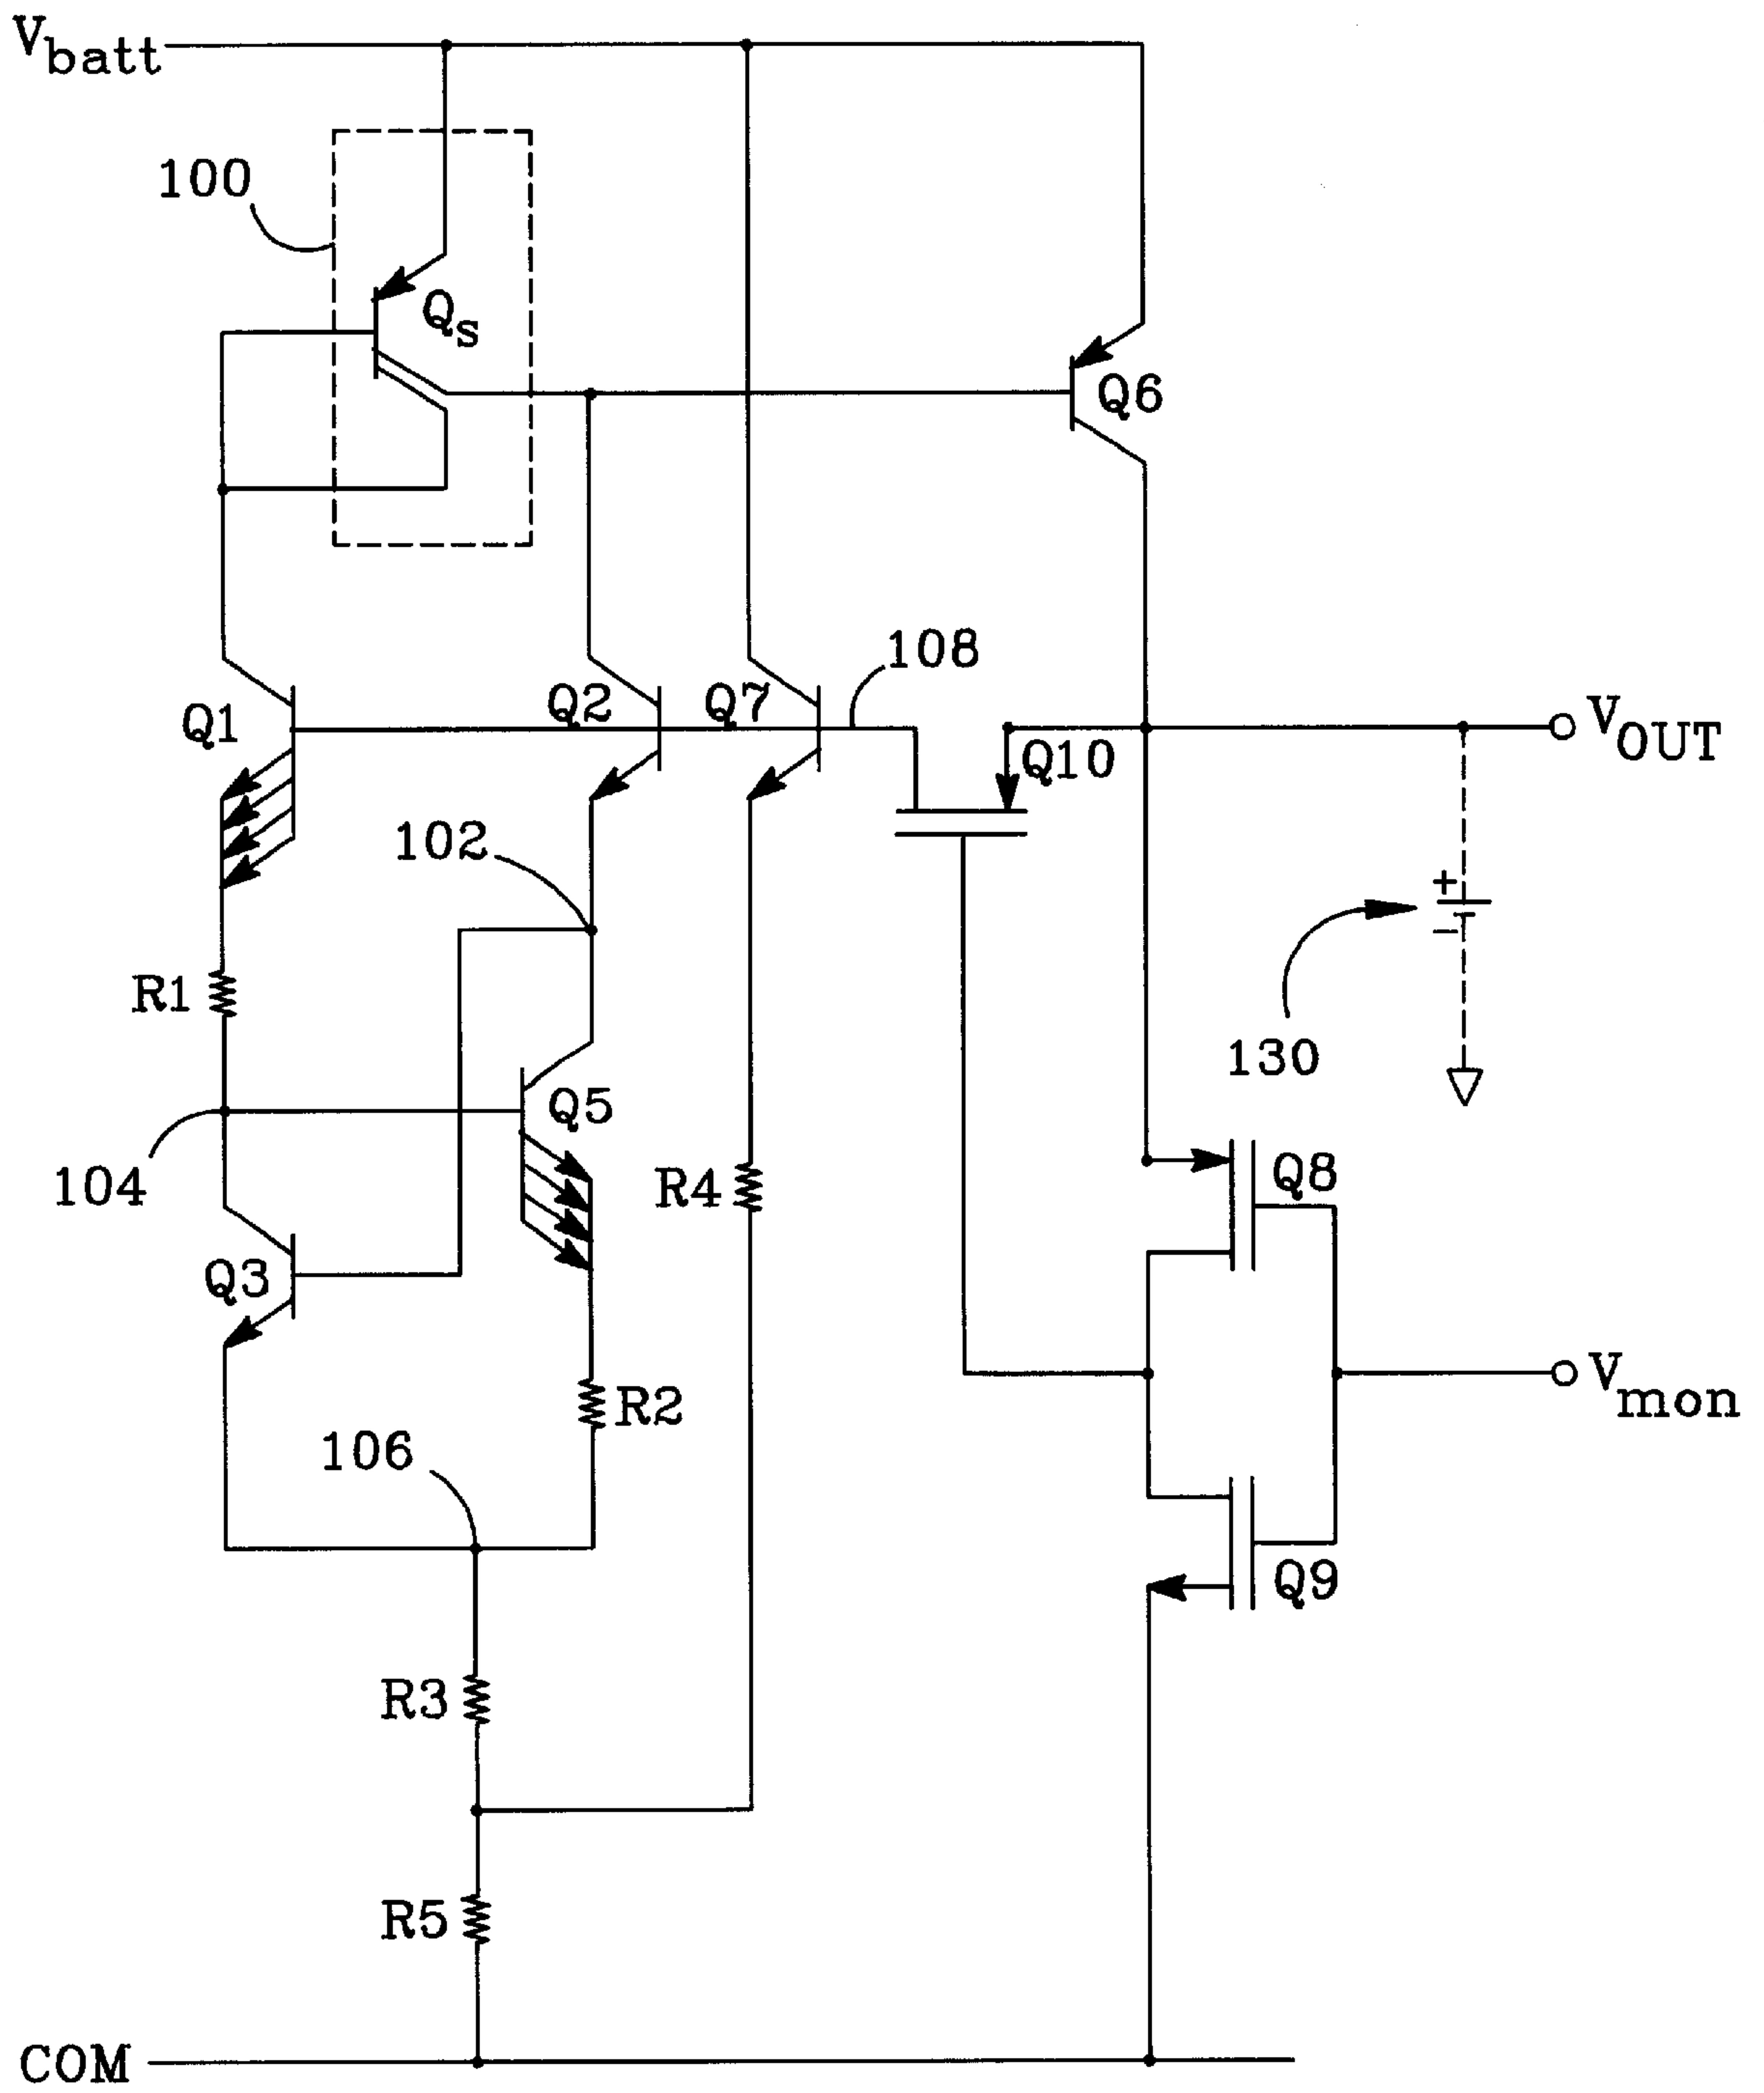 Vbatt
100
Qs
Q6
108
Q1
Q2
Q7
VOUT
Q10
102
R1
130
Q5
104
R4
Q8
Q3
Vmon
R2
106
Q9
R3
R5
COM
+
−